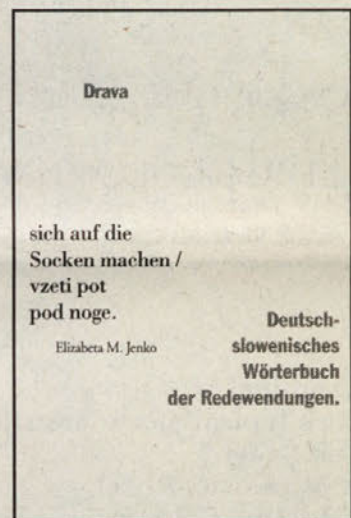 Drava
sich auf die
Socken machen /
vzeti pot
pod noge.
Elizabeta M. Jenko
Deutsch-
slowenisches
Wörterbuch
der Redewendungen.